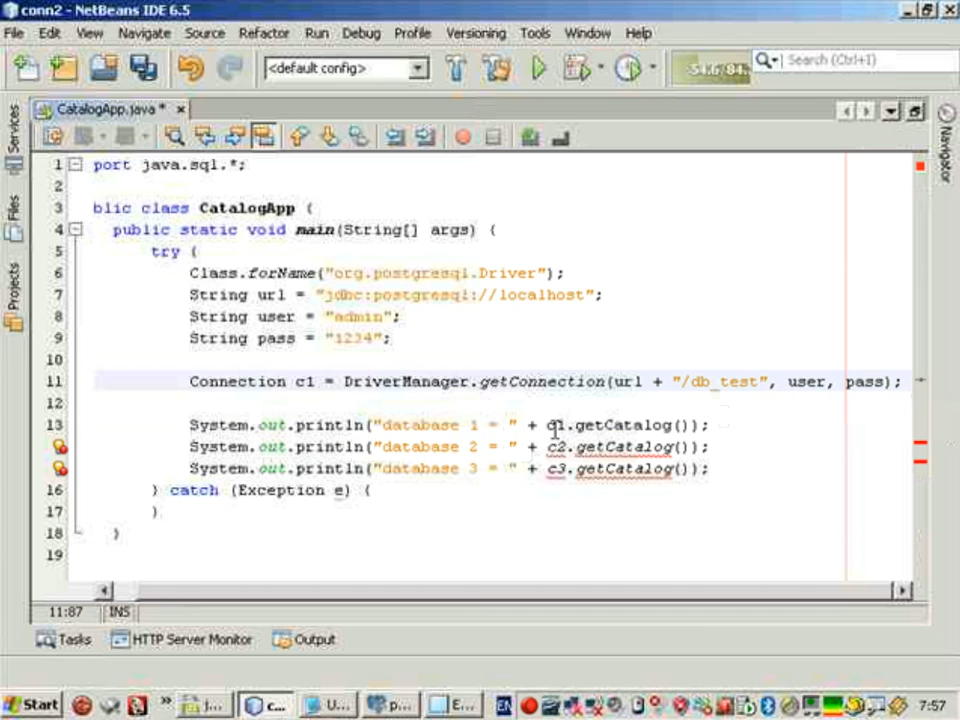 conn2 - NetBeans IDE 6.5
File Edit View Navigate Source Refactor Run Debug Profile Versioning Tools Window Help
<default config>
Search (Ctrl+I)
CatalogApp.java *
Services
Files
Projects
Navigator
1 port java.sql.*;
2
3 blic class CatalogApp {
4 public static void main(String[] args) {
5 try {
6 Class.forName("org.postgresql.Driver");
7 String url = "jdbc:postgresql://localhost";
8 String user = "admin";
9 String pass = "1234";
10
11 Connection c1 = DriverManager.getConnection(url + "/db_test", user, pass);
12
13 System.out.println("database 1 = " + c1.getCatalog());
System.out.println("database 2 = " + c2.getCatalog());
System.out.println("database 3 = " + c3.getCatalog());
16 } catch (Exception e) {
17 }
18 }
19
11:87 INS
Tasks HTTP Server Monitor Output
Start j... c... U... p... E... EN 7:57